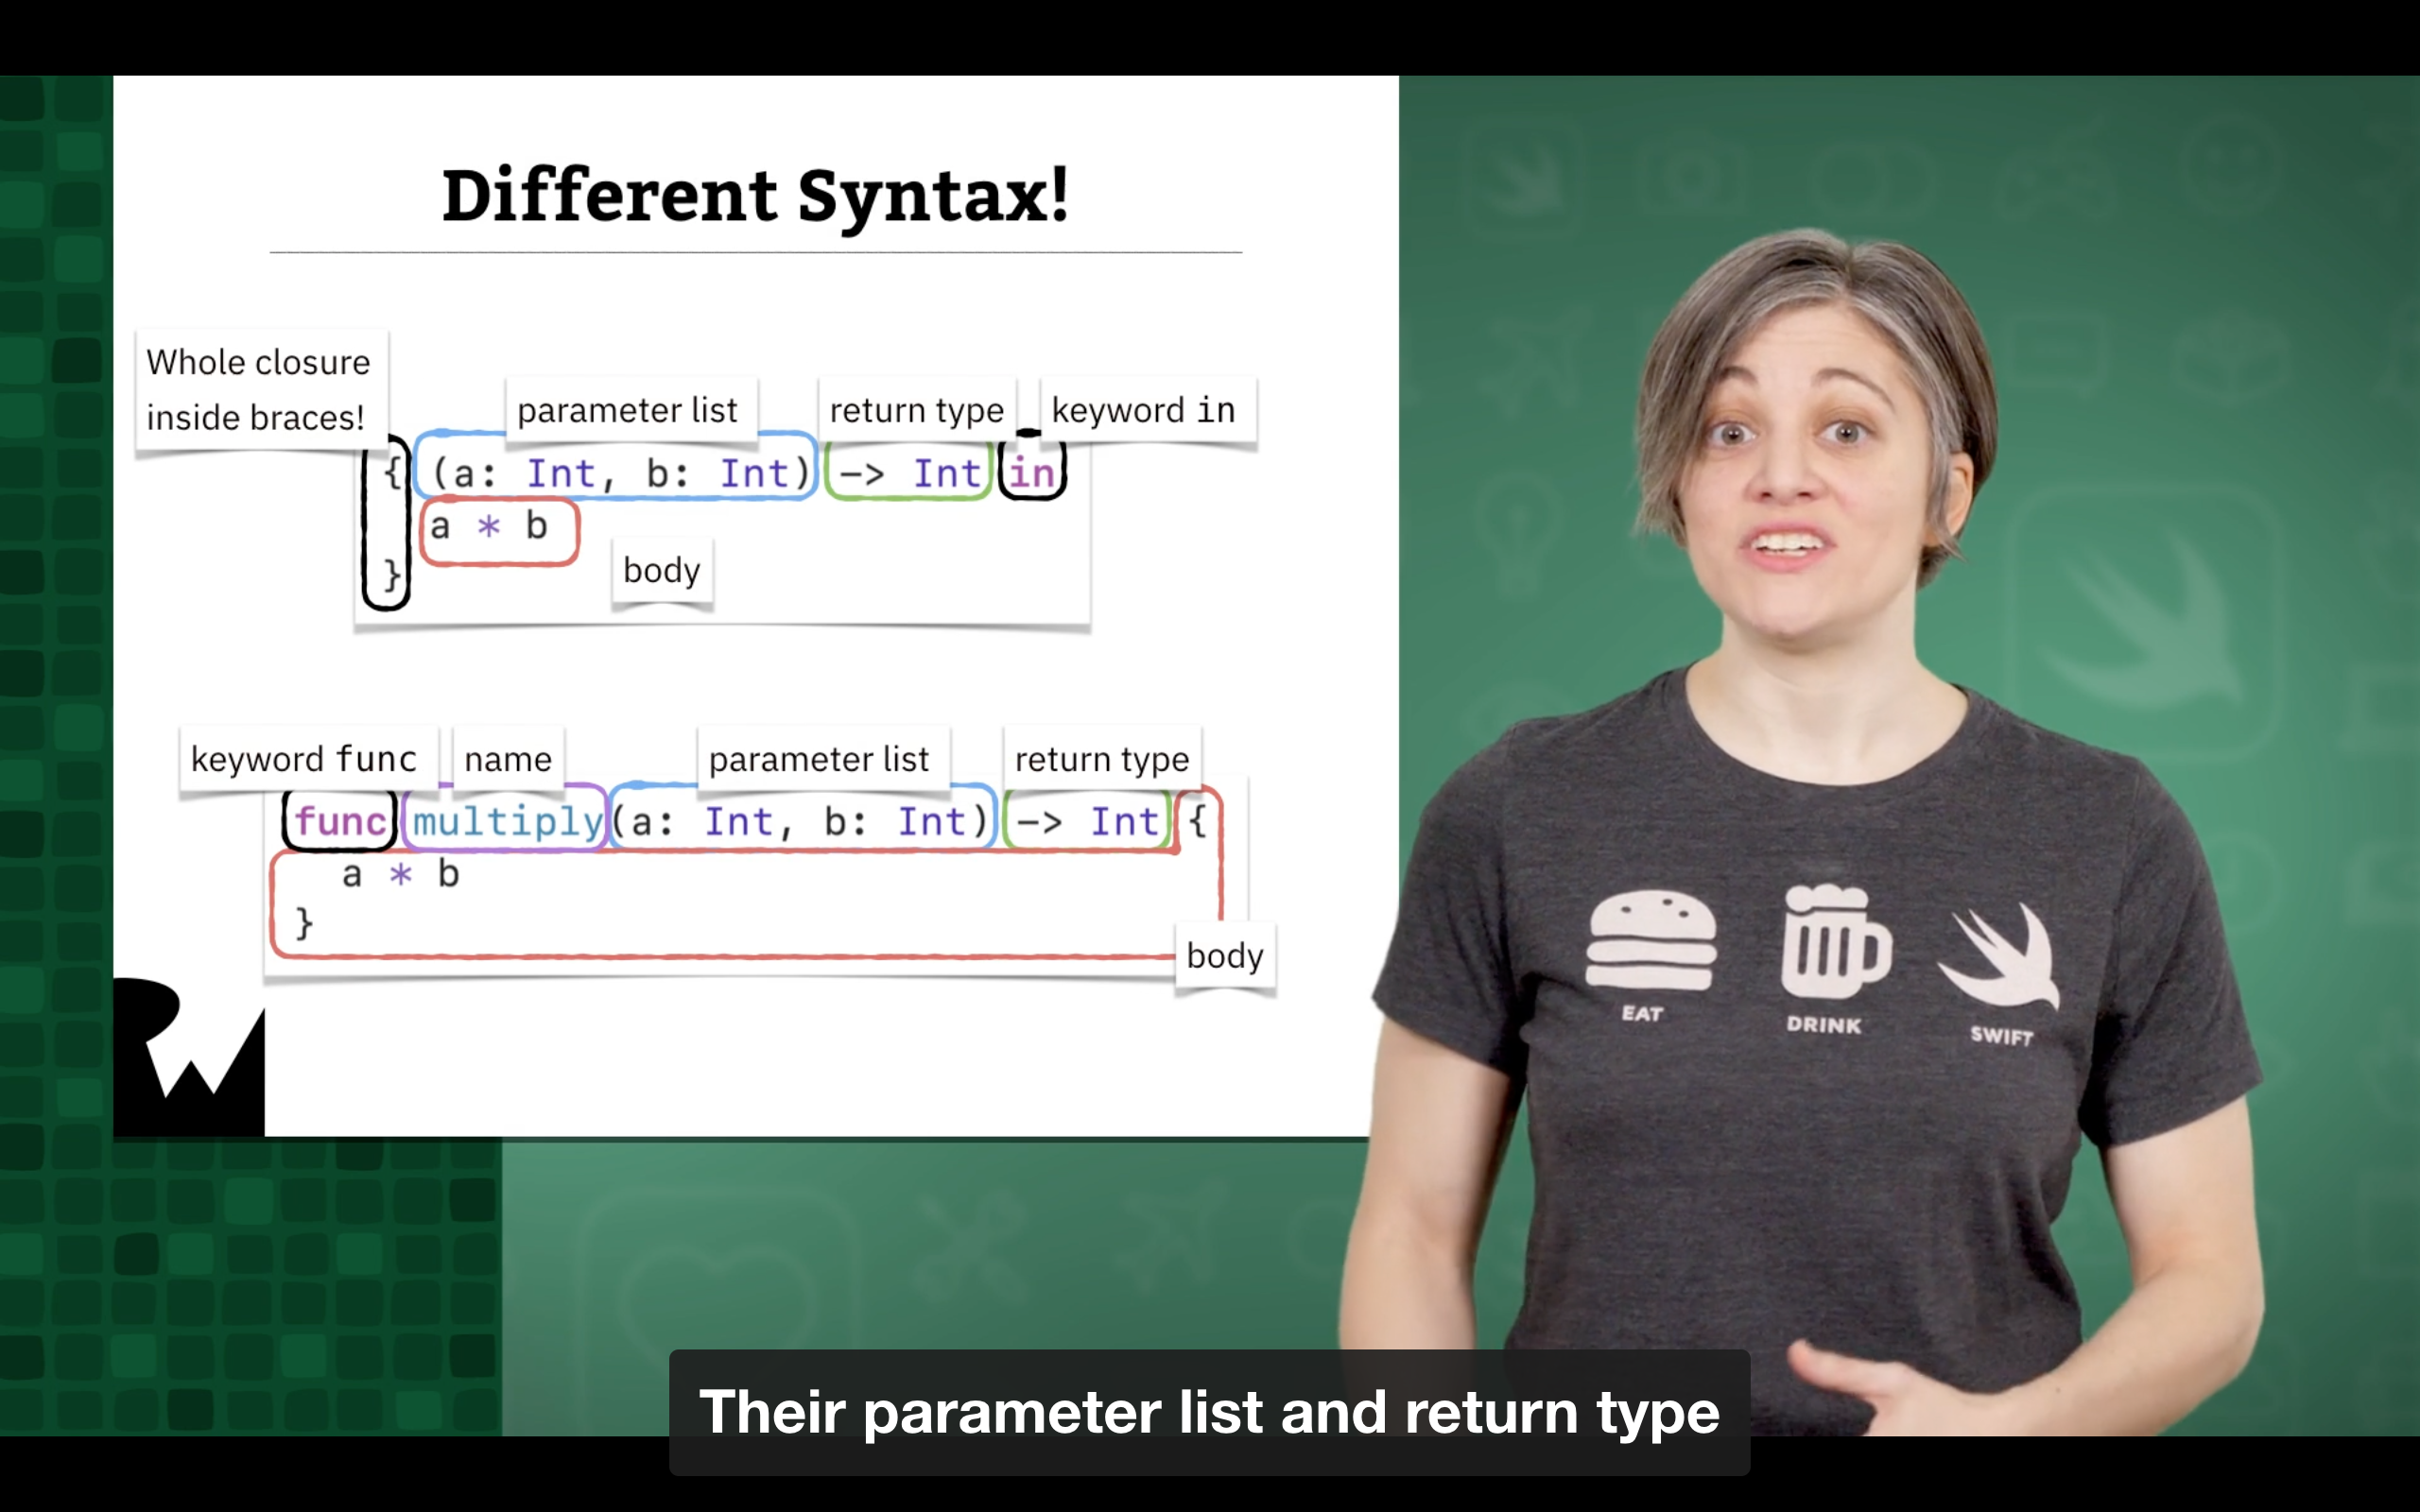 Different Syntax!
Whole closure
inside braces!
parameter list
return type
keyword in
{ (a: Int, b: Int) -> Int in
a * b
}
body
keyword func
name
parameter list
return type
func multiply(a: Int, b: Int) -> Int {
a * b
}
body
EAT
DRINK
SWIFT
Their parameter list and return type